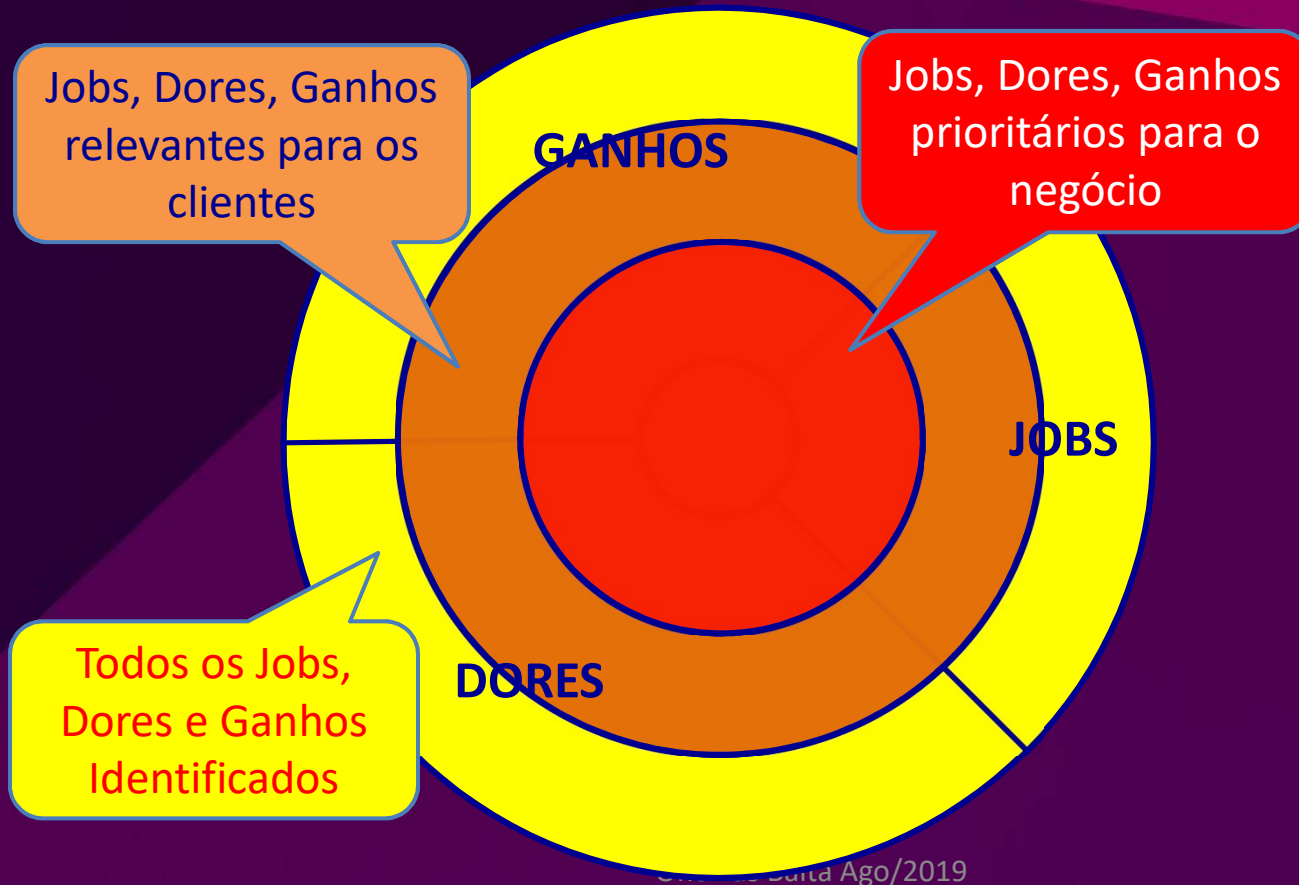 Jobs, Dores, Ganhos
relevantes para os
clientes
Jobs, Dores, Ganhos
prioritários para o
negócio
GANHOS
JOBS
DORES
Todos os Jobs,
Dores e Ganhos
Identificados
Ago/2019